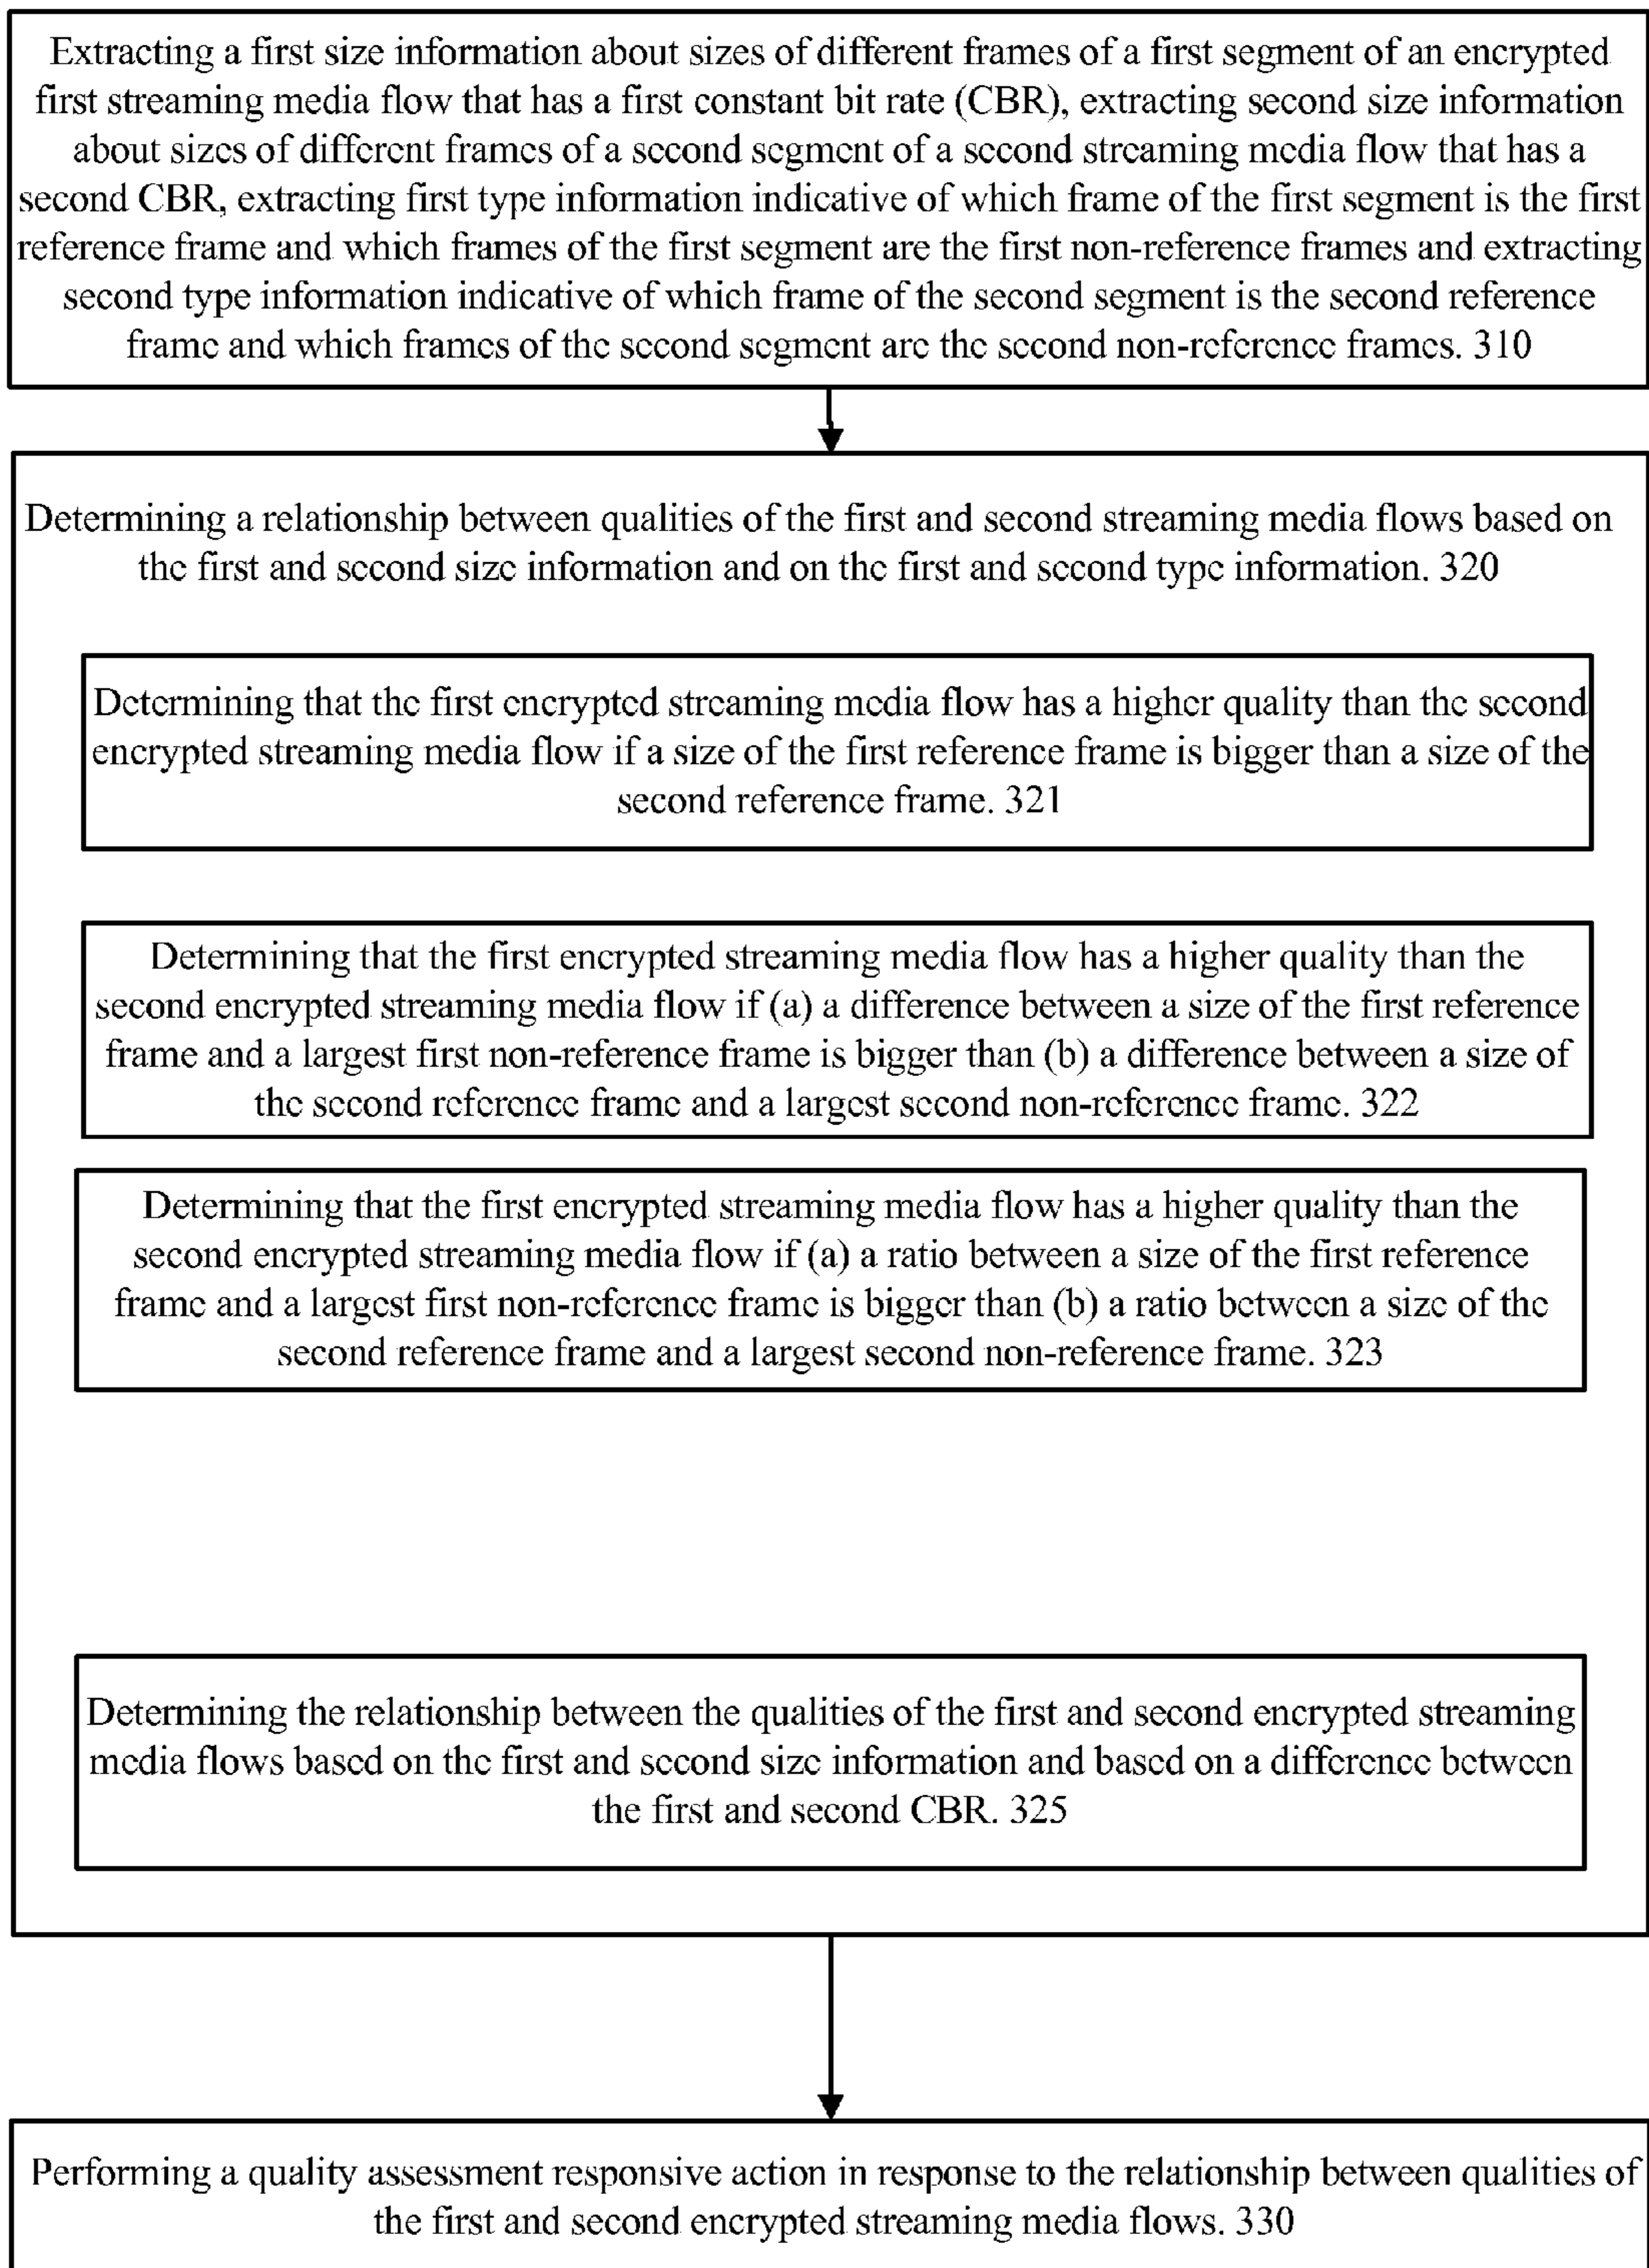 Extracting a first size information about sizes of different frames of a first segment of an encrypted
first streaming media flow that has a first constant bit rate (CBR), extracting second size information
about sizes of different frames of a second segment of a second streaming media flow that has a
second CBR, extracting first type information indicative of which frame of the first segment is the first
reference frame and which frames of the first segment are the first non-reference frames and extracting
second type information indicative of which frame of the second segment is the second reference
frame and which frames of the second segment are the second non-reference frames. 310
Determining a relationship between qualities of the first and second streaming media flows based on
the first and second size information and on the first and second type information. 320
Determining that the first encrypted streaming media flow has a higher quality than the second
encrypted streaming media flow if a size of the first reference frame is bigger than a size of the
second reference frame. 321
Determining that the first encrypted streaming media flow has a higher quality than the
second encrypted streaming media flow if (a) a difference between a size of the first reference
frame and a largest first non-reference frame is bigger than (b) a difference between a size of
the second reference frame and a largest second non-reference frame. 322
Determining that the first encrypted streaming media flow has a higher quality than the
second encrypted streaming media flow if (a) a ratio between a size of the first reference
frame and a largest first non-reference frame is bigger than (b) a ratio between a size of the
second reference frame and a largest second non-reference frame. 323
Determining the relationship between the qualities of the first and second encrypted streaming
media flows based on the first and second size information and based on a difference between
the first and second CBR. 325
Performing a quality assessment responsive action in response to the relationship between qualities of
the first and second encrypted streaming media flows. 330